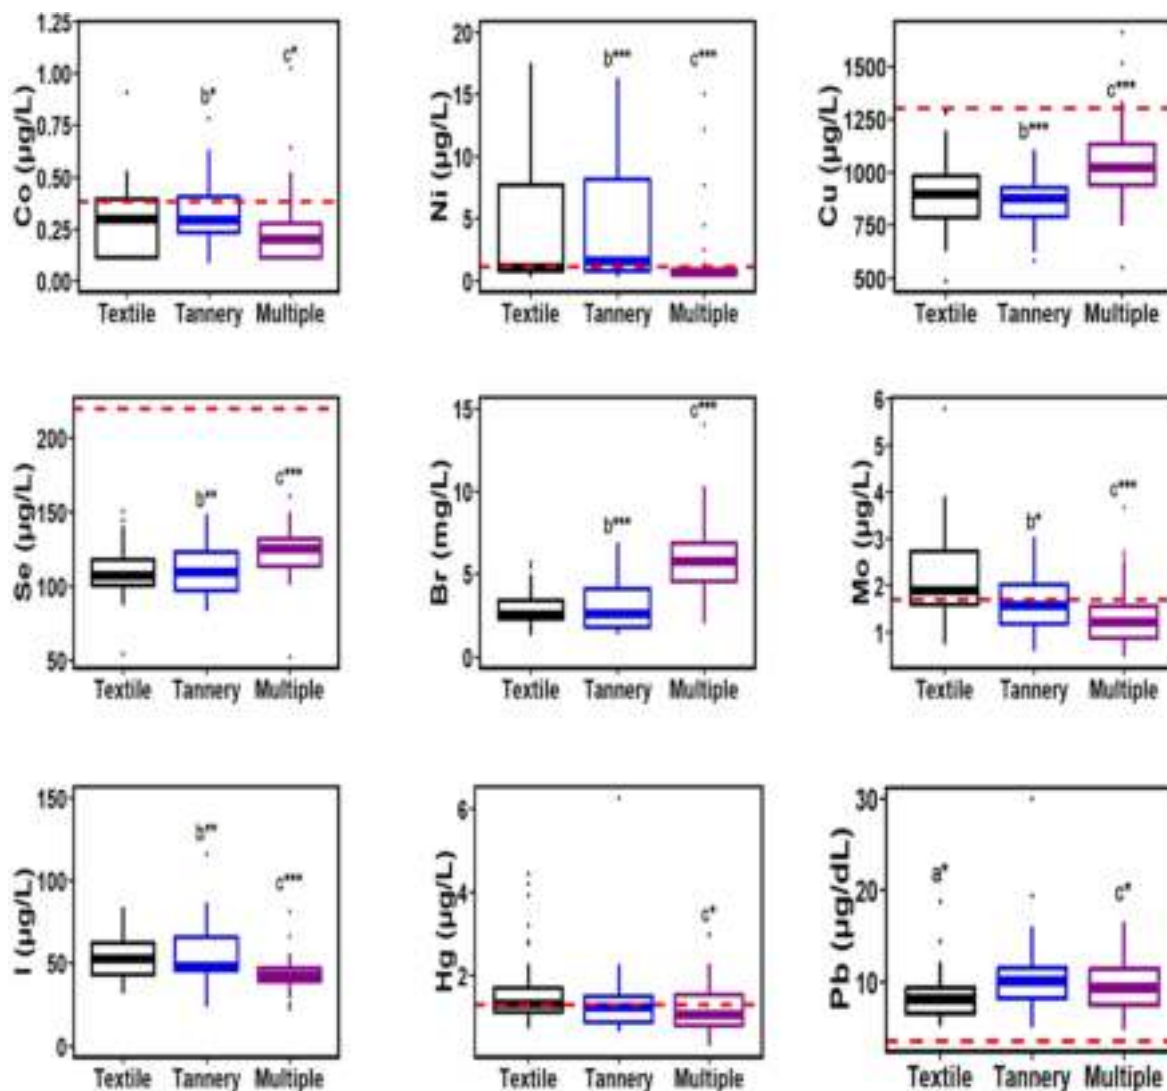 Co (µg/L)
1.25
1.00
0.75
0.50
0.25
0.00
b*
c*
Textile Tannery Multiple
Ni (µg/L)
20
15
10
5
0
b***
c***
Textile Tannery Multiple
Cu (µg/L)
1500
1250
1000
750
500
b***
c***
Textile Tannery Multiple
Se (µg/L)
200
150
100
50
b**
c***
Textile Tannery Multiple
Br (mg/L)
15
10
5
0
b***
c***
Textile Tannery Multiple
Mo (µg/L)
6
5
4
3
2
1
b*
c***
Textile Tannery Multiple
I (µg/L)
150
100
50
0
b**
c***
Textile Tannery Multiple
Hg (µg/L)
6
4
2
c*
Textile Tannery Multiple
Pb (µg/dL)
30
20
10
a*
c*
Textile Tannery Multiple